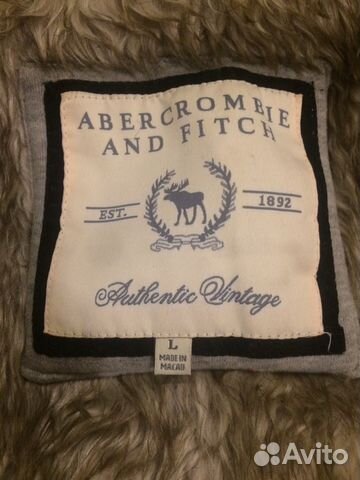 ABERCROMBIE
AND FITCH
EST. 1892
Authentic Vintage
L
MADE IN
MACAU
Avito